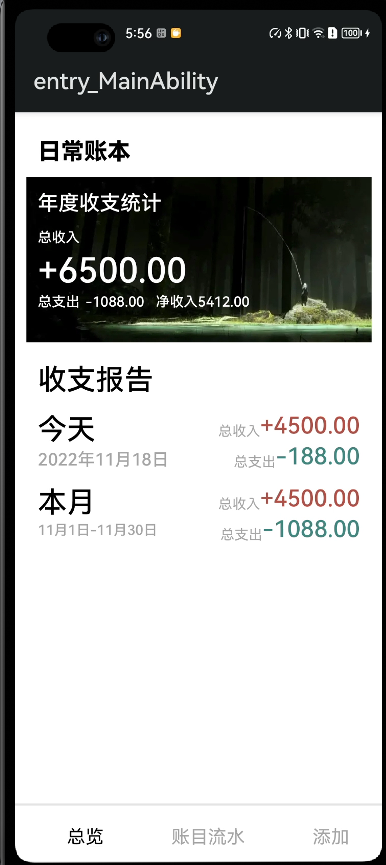 5:56
100
entry_MainAbility
日常账本
年度收支统计
总收入
+6500.00
总支出 -1088.00 净收入5412.00
收支报告
今天 总收入+4500.00
2022年11月18日 总支出-188.00
本月 总收入+4500.00
11月1日-11月30日 总支出-1088.00
总览 账目流水 添加